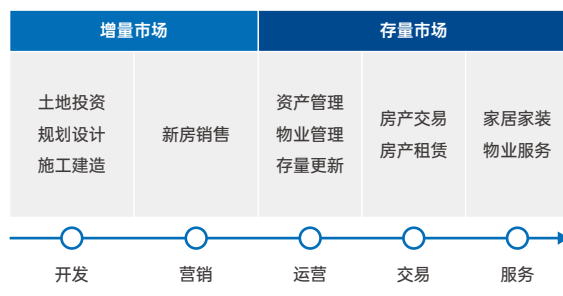 增量市场
存量市场
土地投资
规划设计
施工建造
新房销售
资产管理
物业管理
存量更新
房产交易
房产租赁
家居家装
物业服务
开发
营销
运营
交易
服务